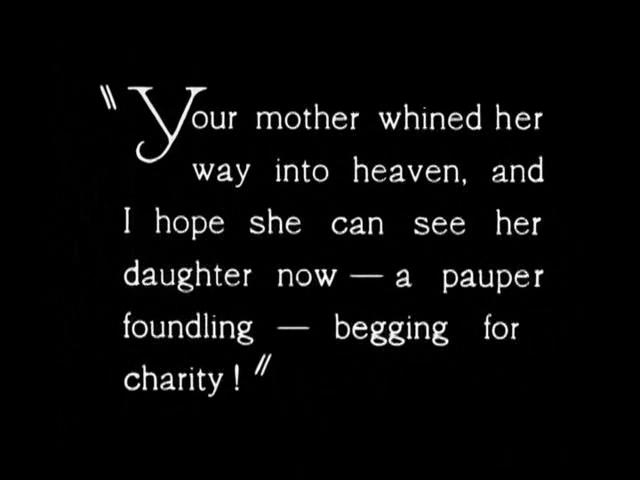 "Your mother whined her
way into heaven, and
I hope she can see her
daughter now — a pauper
foundling — begging for
charity!"